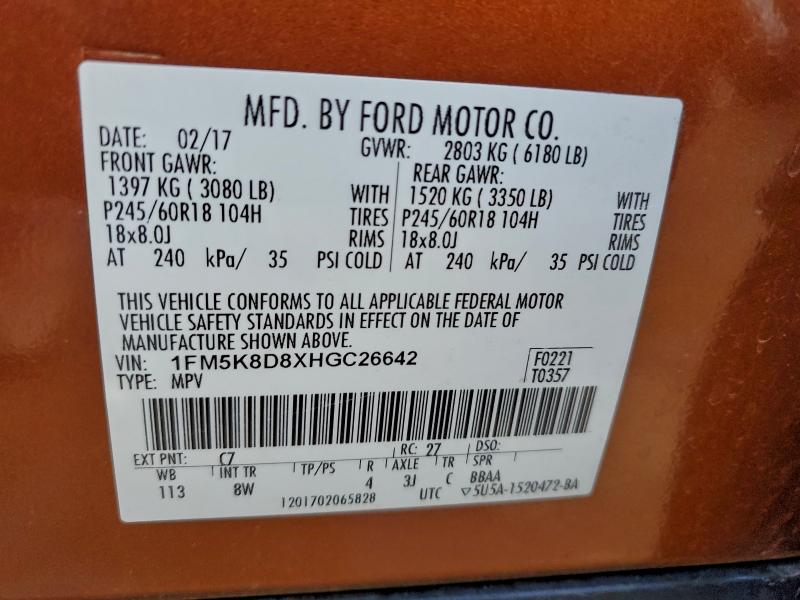 MFD. BY FORD MOTOR CO.
DATE: 02/17 GVWR: 2803 KG ( 6180 LB)
FRONT GAWR: REAR GAWR:
1397 KG ( 3080 LB) WITH 1520 KG ( 3350 LB) WITH
P245/60R18 104H TIRES P245/60R18 104H TIRES
18x8.0J RIMS 18x8.0J RIMS
AT 240 kPa/ 35 PSI COLD AT 240 kPa/ 35 PSI COLD
THIS VEHICLE CONFORMS TO ALL APPLICABLE FEDERAL MOTOR
VEHICLE SAFETY STANDARDS IN EFFECT ON THE DATE OF
MANUFACTURE SHOWN ABOVE.
VIN: 1FM5K8D8XHGC26642 F0221
TYPE: MPV T0357
EXT PNT: C7 RC: 27 DSO:
WB INT TR TP/PS R AXLE TR SPR
113 8W 4 3J C BBAA
1201702065828 UTC ▽5U5A-1520472-BA